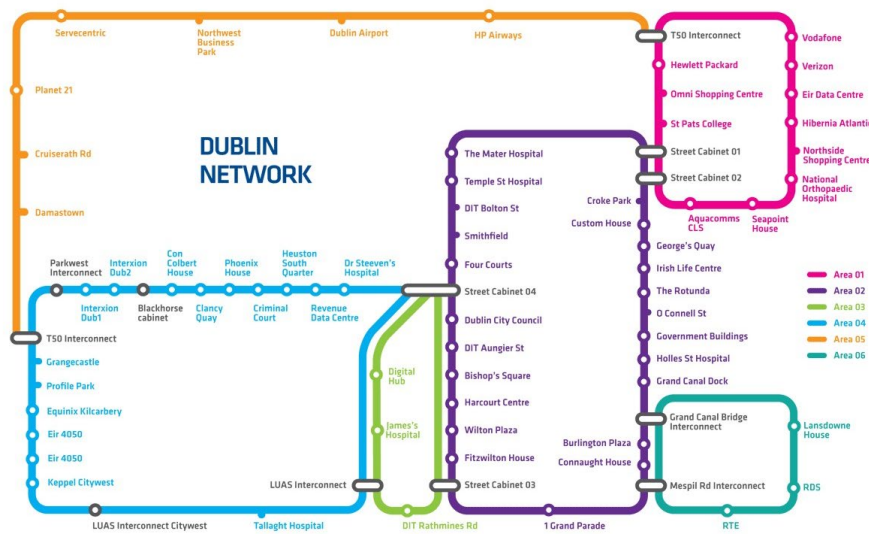 Servecentric
Northwest
Business
Park
Dublin Airport
HP Airways
TS0 Interconnect
Vodafone
Hewlett Packard
Verizon
Planet 21
Omni Shopping Centre
Eir Data Centre
St Pats College
Hibernia Atlanti
DUBLIN
NETWORK
Cruiserath Rd
The Mater Hospital
Street Cabinet 01
Northside
Shopping Centre
Temple St Hospital
Street Cabinet 02
National
Orthopaedic
Hospital
Damastown
DIT Bolton St
Croke Park
Aquacomms
CLS
Seapoint
House
Smithfield
Custom House
George's Quay
Parkwest
Interconnect
Interxion
Dub2
Con
Colbert
House
Phoenix
House
Heuston
South
Quarter
Dr Steeven's
Hospital
Four Courts
Irish Life Centre
Area 01
Street Cabinet 04
The Rotunda
Area 02
Interxion
Dub1
Blackhorse
cabinet
Clancy
Quay
Criminal
Court
Revenue
Data Centre
Dublin City Council
O Connell St
Area 03
TS0 Interconnect
Government Buildings
Area 04
Grangecastle
DIT Aungier St
Holles St Hospital
Area 05
Area 06
Profile Park
Digital
Hub
Bishop's Square
Grand Canal Dock
Equinix Kilcarbery
Harcourt Centre
Grand Canal Bridge
Interconnect
Lansdowne
House
Eir 4050
James's
Hospital
Wilton Plaza
Burlington Plaza
Eir 4050
Fitzwilton House
Connaught House
Keppel Citywest
LUAS Interconnect
Street Cabinet 03
Mespil Rd Interconnect
RDS
LUAS Interconnect Citywest
Tallaght Hospital
DIT Rathmines Rd
1 Grand Parade
RTE